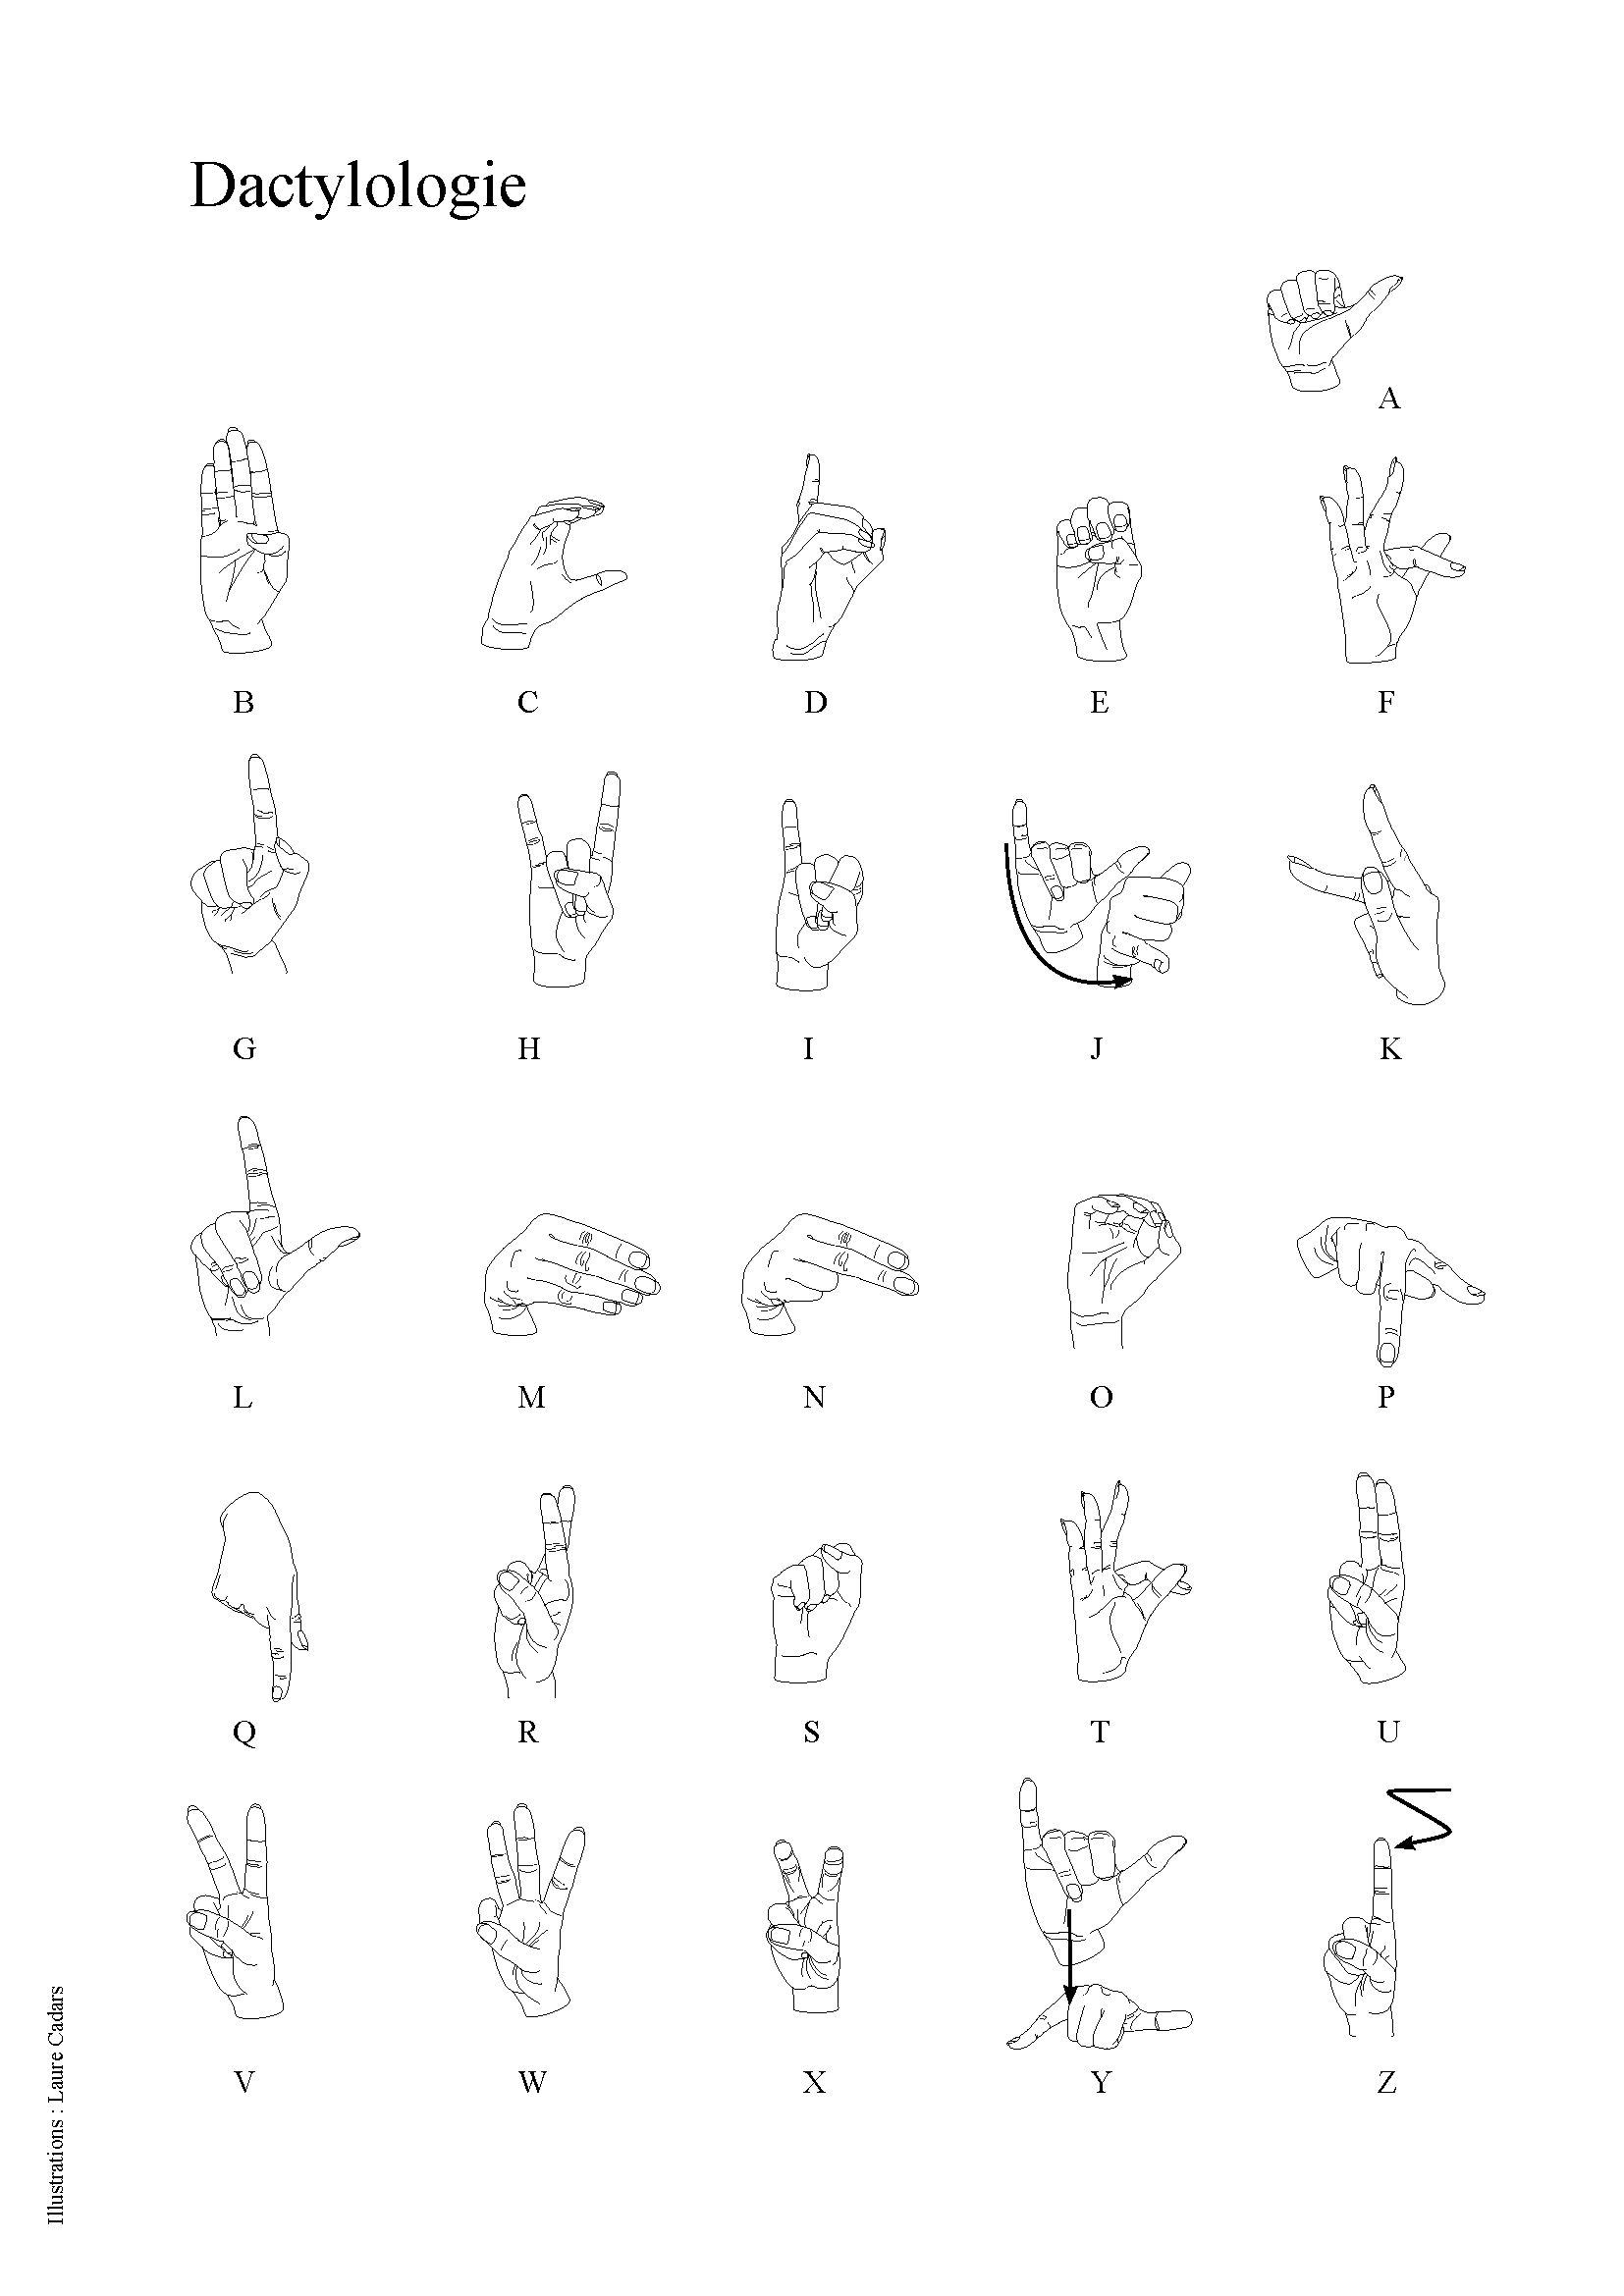 Dactylologie
A
B C D E F
G H I J K
L M N O P
Q R S T U
V W X Y Z
Illustrations : Laure Cadars